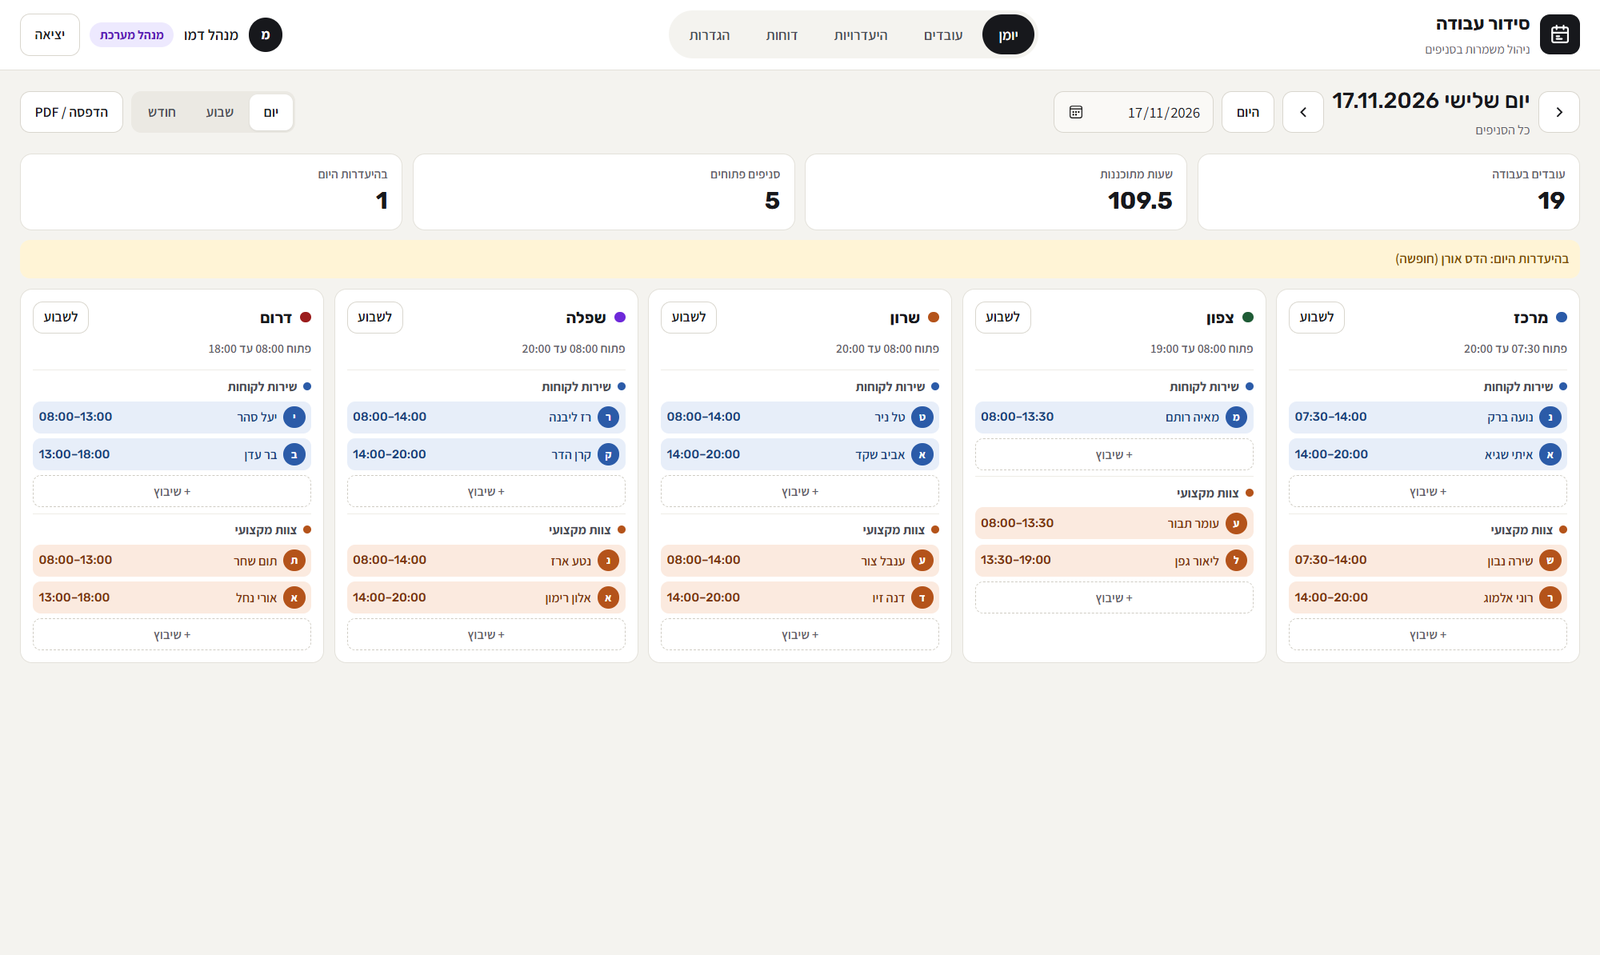 סידור עבודה
ניהול משמרות בסניפים
יומן
עובדים
היעדרויות
דוחות
הגדרות
מ
מנהל דמו
מנהל מערכת
יציאה
יום שלישי 17.11.2026
כל הסניפים
היום
17/11/2026
יום
שבוע
חודש
הדפסה / PDF
עובדים בעבודה
19
שעות מתוכננות
109.5
סניפים פתוחים
5
בהיעדרות היום
1
בהיעדרות היום: הדס אורן (חופשה)
מרכז
לשבוע
פתוח 07:30 עד 20:00
שירות לקוחות
נ נועה ברק 07:30–14:00
א איתי שגיא 14:00–20:00
+ שיבוץ
צוות מקצועי
ש שירה נבון 07:30–14:00
ר רוני אלמוג 14:00–20:00
+ שיבוץ
צפון
לשבוע
פתוח 08:00 עד 19:00
שירות לקוחות
מ מאיה רותם 08:00–13:30
+ שיבוץ
צוות מקצועי
ע עומר תבור 08:00–13:30
ל ליאור גפן 13:30–19:00
+ שיבוץ
שרון
לשבוע
פתוח 08:00 עד 20:00
שירות לקוחות
ט טל ניר 08:00–14:00
א אביב שקד 14:00–20:00
+ שיבוץ
צוות מקצועי
ע ענבל צור 08:00–14:00
ד דנה זיו 14:00–20:00
+ שיבוץ
שפלה
לשבוע
פתוח 08:00 עד 20:00
שירות לקוחות
ר רז ליבנה 08:00–14:00
ק קרן הדר 14:00–20:00
+ שיבוץ
צוות מקצועי
נ נטע ארז 08:00–14:00
א אלון רימון 14:00–20:00
+ שיבוץ
דרום
לשבוע
פתוח 08:00 עד 18:00
שירות לקוחות
י יעל סהר 08:00–13:00
ב בר עדן 13:00–18:00
+ שיבוץ
צוות מקצועי
ת תום שחר 08:00–13:00
א אורי נחל 13:00–18:00
+ שיבוץ